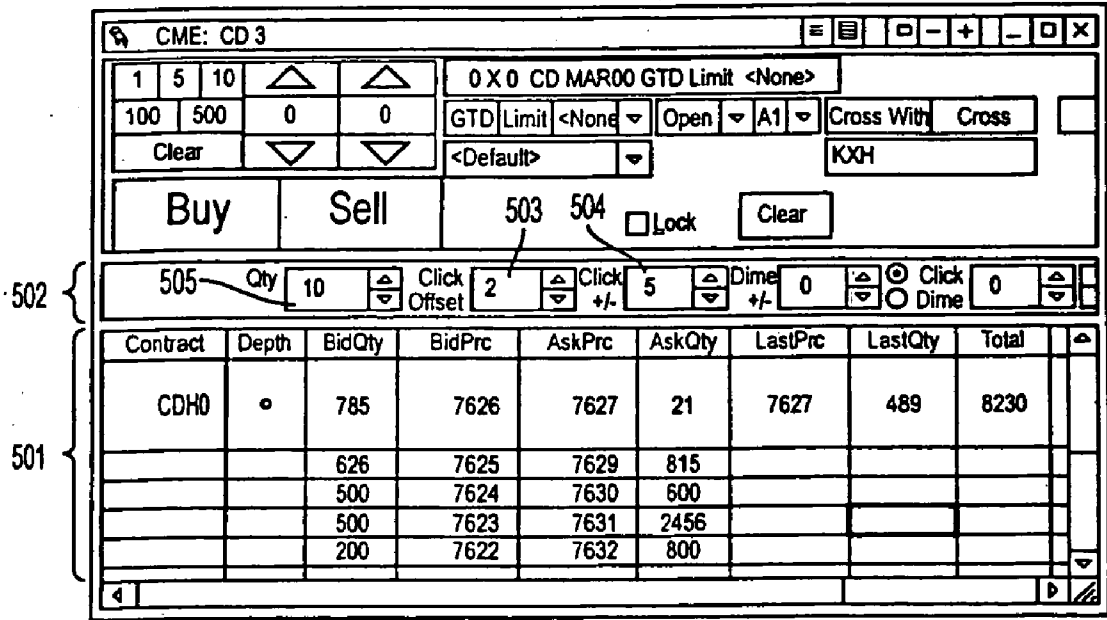 CME: CD 3
1 5 10
0 X 0 CD MAR00 GTD Limit <None>
100 500 0 0 GTD Limit <None Open A1 Cross With Cross
Clear <Default> KXH
Buy Sell 503 504 Lock Clear
502 505 Qty 10 Click Offset 2 Click +/- 5 Dime +/- 0 Click Dime 0
Contract Depth BidQty BidPrc AskPrc AskQty LastPrc LastQty Total
CDH0 785 7626 7627 21 7627 489 8230
501 626 7625 7629 815
500 7624 7630 600
500 7623 7631 2456
200 7622 7632 800